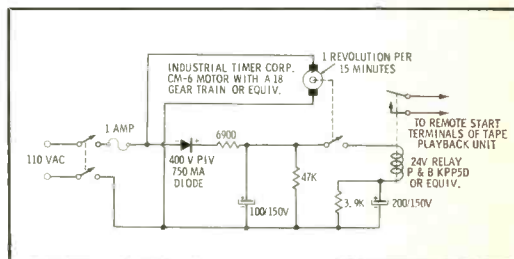 INDUSTRIAL TIMER CORP.
CM-6 MOTOR WITH A 18
GEAR TRAIN OR EQUIV.
1 REVOLUTION PER
15 MINUTES
1 AMP
110 VAC
400 V PIV
750 MA
DIODE
690Ω
100/150V
47K
TO REMOTE START
TERMINALS OF TAPE
PLAYBACK UNIT
24V RELAY
P & B KPP5D
OR EQUIV.
3.9K
200/150V